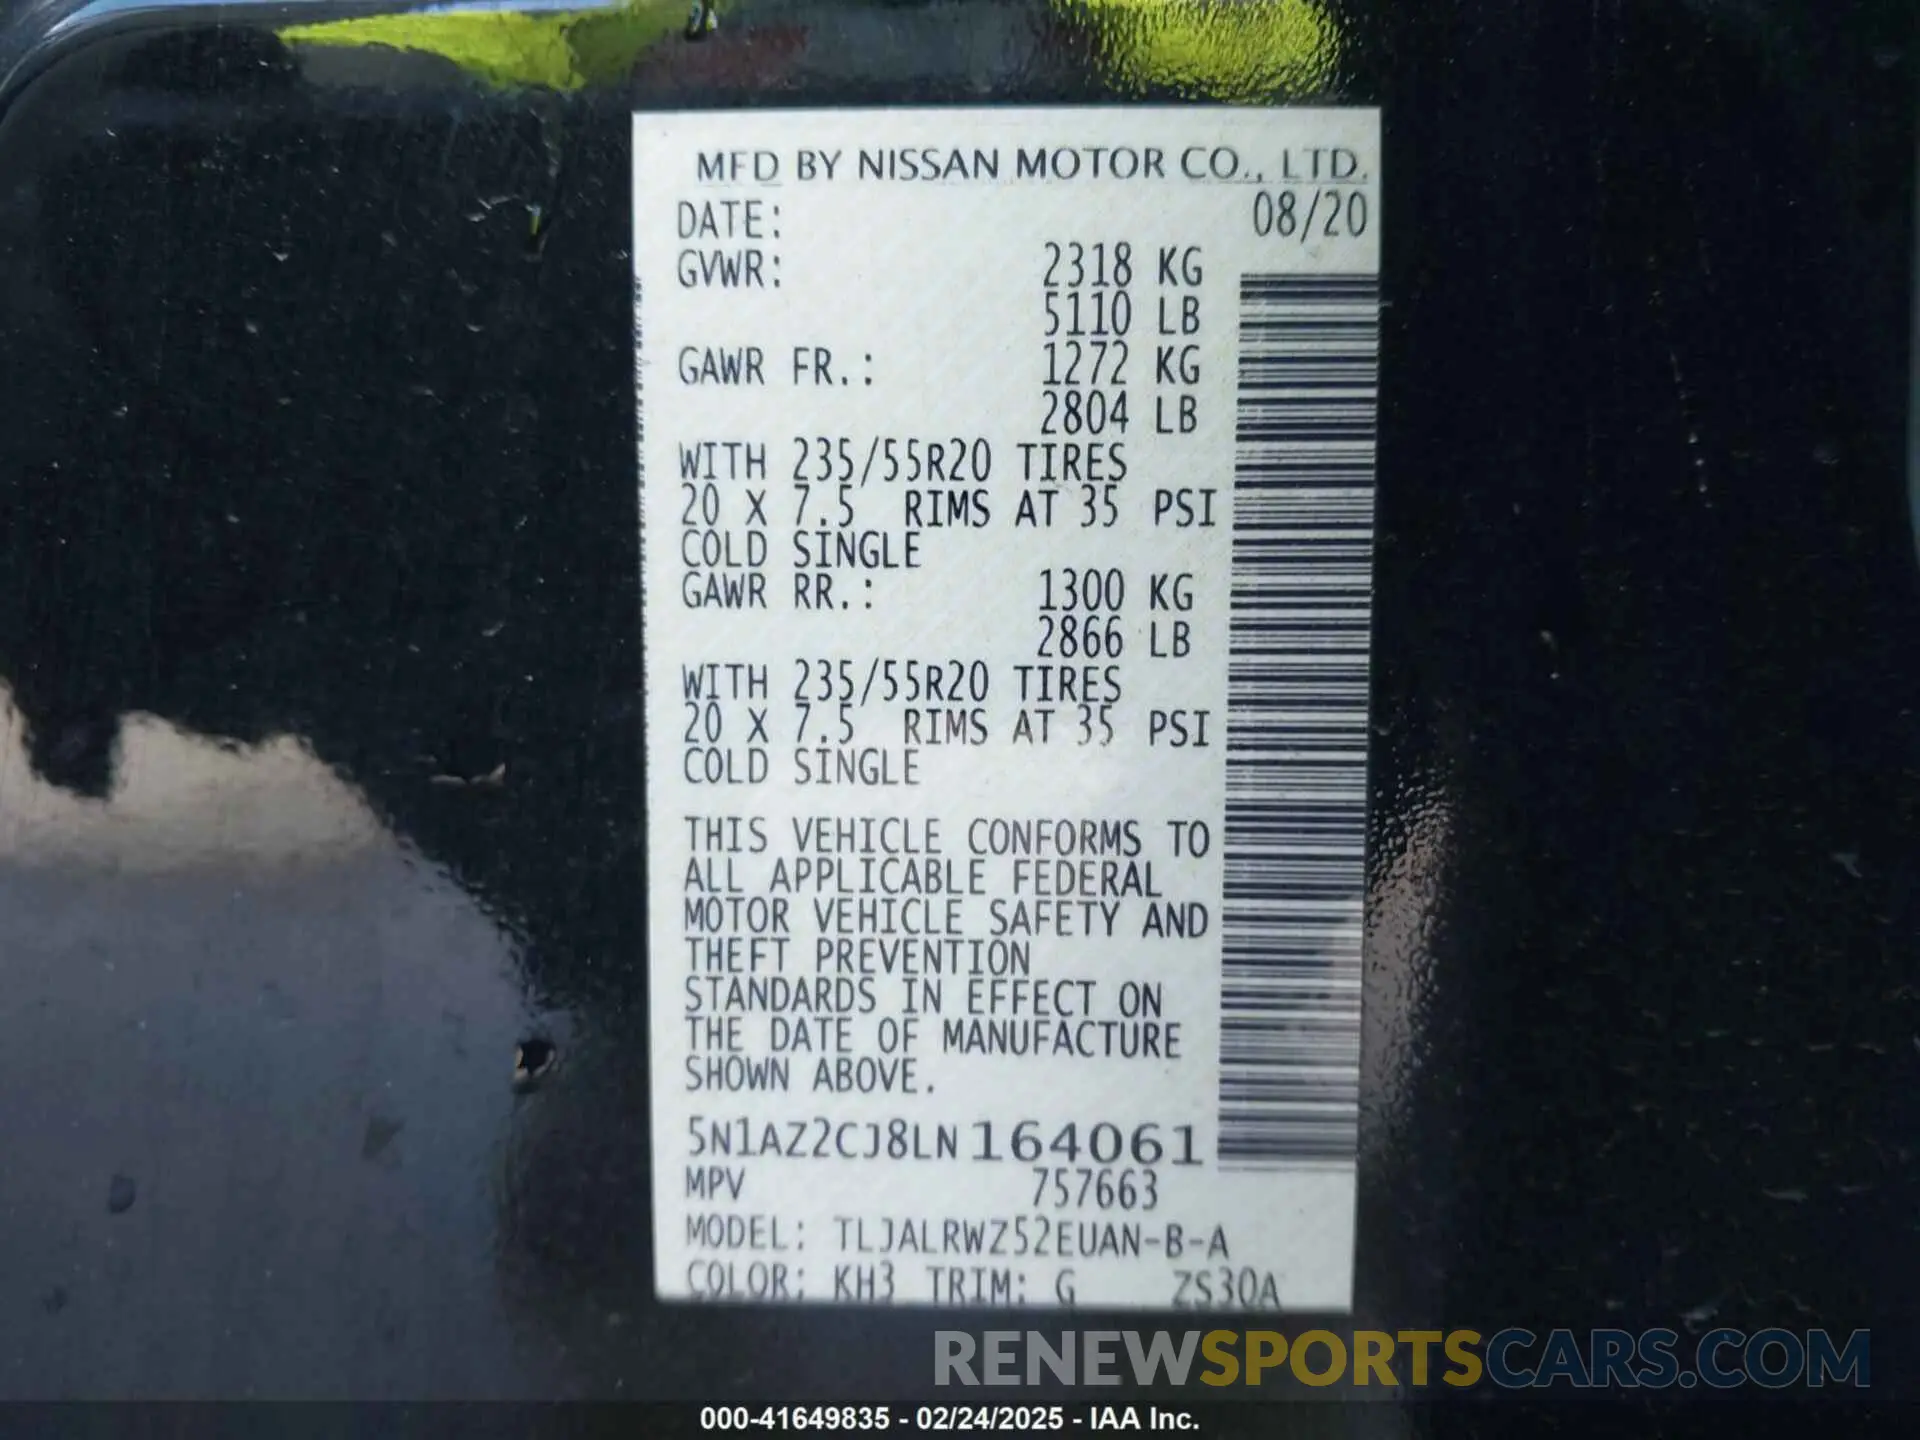 MFD BY NISSAN MOTOR CO., LTD.
DATE: 08/20
GVWR: 2318 KG
5110 LB
GAWR FR.: 1272 KG
2804 LB
WITH 235/55R20 TIRES
20 X 7.5 RIMS AT 35 PSI
COLD SINGLE
GAWR RR.: 1300 KG
2866 LB
WITH 235/55R20 TIRES
20 X 7.5 RIMS AT 35 PSI
COLD SINGLE
THIS VEHICLE CONFORMS TO
ALL APPLICABLE FEDERAL
MOTOR VEHICLE SAFETY AND
THEFT PREVENTION
STANDARDS IN EFFECT ON
THE DATE OF MANUFACTURE
SHOWN ABOVE.
5N1AZ2CJ8LN164061
MPV 757663
MODEL: TLJALRWZ52EUAN-B-A
COLOR: KH3 TRIM: G ZS30A
RENEWSPORTSCARS.COM
000-41649835 - 02/24/2025 - IAA Inc.